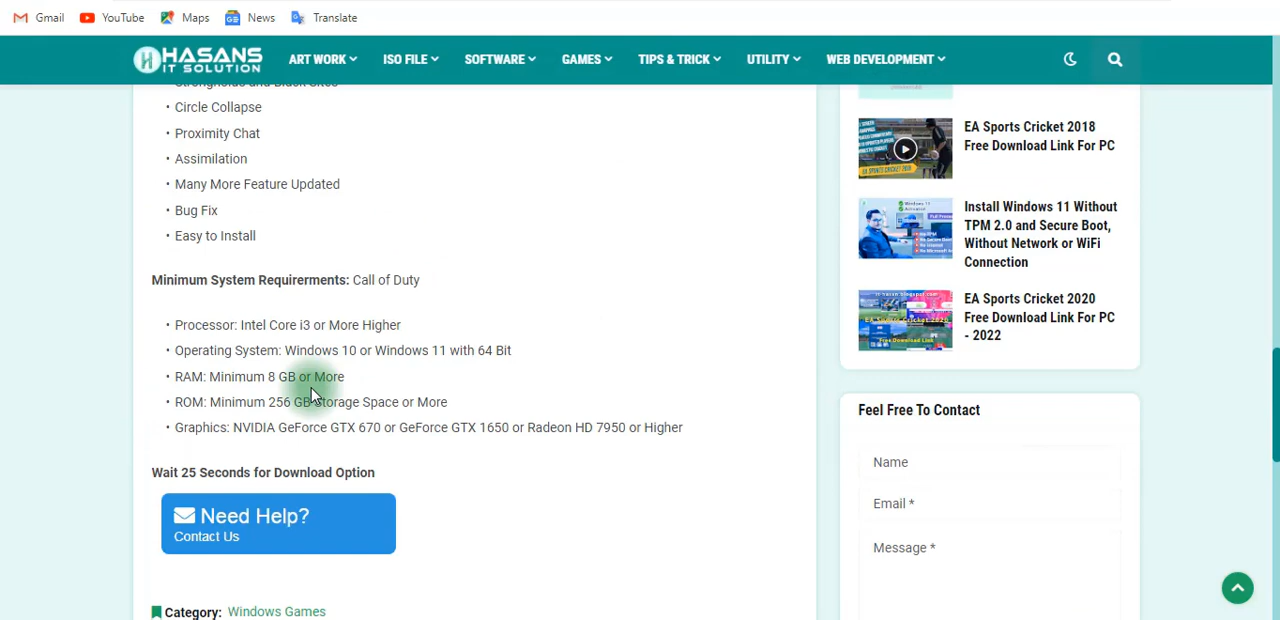 Gmail YouTube Maps News Translate
HASANS
IT SOLUTION
ART WORK ISO FILE SOFTWARE GAMES TIPS & TRICK UTILITY WEB DEVELOPMENT
• Circle Collapse
• Proximity Chat
• Assimilation
• Many More Feature Updated
• Bug Fix
• Easy to Install
Minimum System Requirerments: Call of Duty
• Processor: Intel Core i3 or More Higher
• Operating System: Windows 10 or Windows 11 with 64 Bit
• RAM: Minimum 8 GB or More
• ROM: Minimum 256 GB Storage Space or More
• Graphics: NVIDIA GeForce GTX 670 or GeForce GTX 1650 or Radeon HD 7950 or Higher
Wait 25 Seconds for Download Option
Need Help?
Contact Us
Category: Windows Games
EA Sports Cricket 2018
Free Download Link For PC
Install Windows 11 Without
TPM 2.0 and Secure Boot,
Without Network or WiFi
Connection
EA Sports Cricket 2020
Free Download Link For PC
- 2022
Feel Free To Contact
Name
Email *
Message *